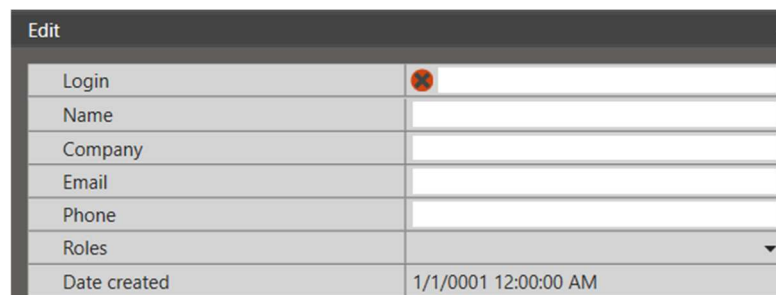 Edit
Login
Name
Company
Email
Phone
Roles
Date created 1/1/0001 12:00:00 AM